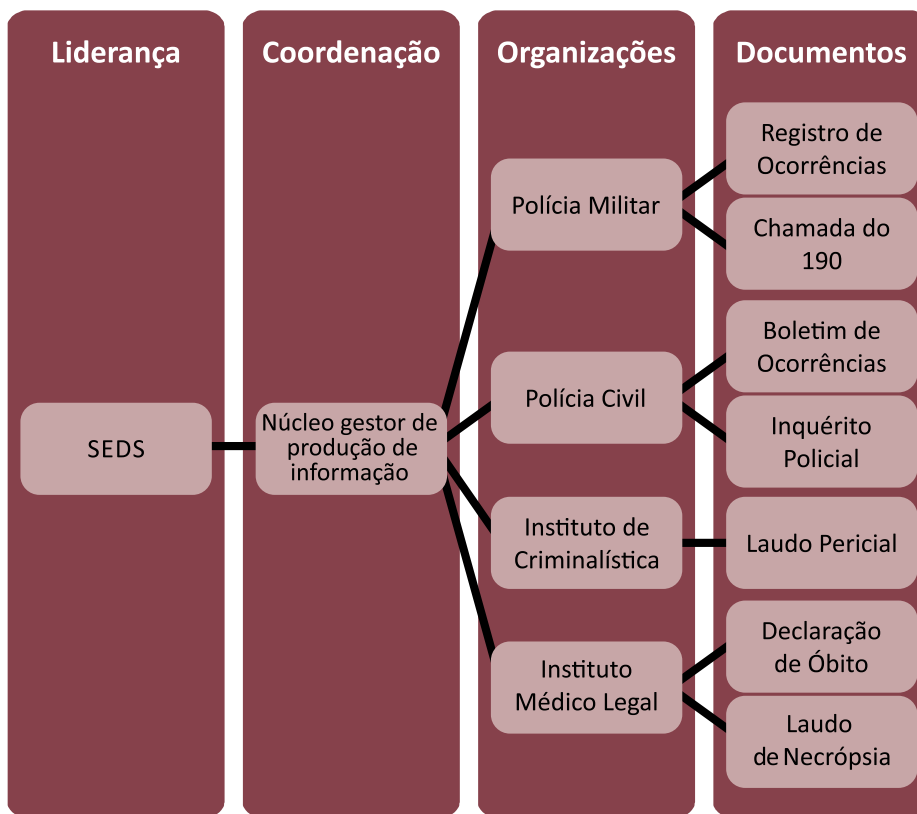 Liderança
Coordenação
Organizações
Documentos
SEDS
Núcleo gestor de
produção de
informação
Polícia Militar
Polícia Civil
Instituto de
Criminalística
Instituto
Médico Legal
Registro de
Ocorrências
Chamada do
190
Boletim de
Ocorrências
Inquérito
Policial
Laudo Pericial
Declaração
de Óbito
Laudo
de Necrópsia